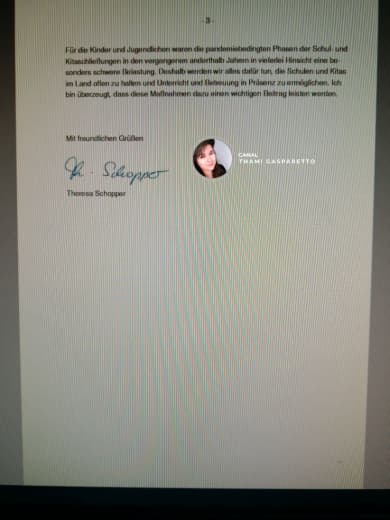 - 3 -
Für die Kinder und Jugendlichen waren die pandemiebedingten Phasen der Schul- und
Kitaschließungen in den vergangenen anderthalb Jahren in vielerlei Hinsicht eine be-
sonders schwere Belastung. Deshalb werden wir alles dafür tun, die Schulen und Kitas
im Land offen zu halten und Unterricht und Betreuung in Präsenz zu ermöglichen. Ich
bin überzeugt, dass diese Maßnahmen dazu einen wichtigen Beitrag leisten werden.
Mit freundlichen Grüßen
Th. Schopper
CANAL
THAMI GASPARETTO
Theresa Schopper